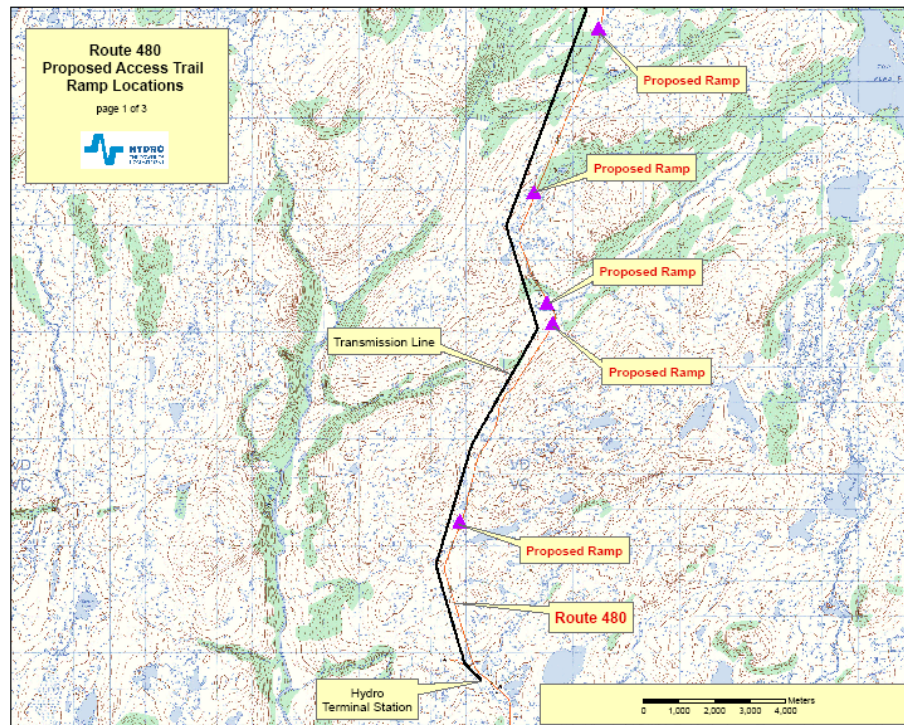 Route 480
Proposed Access Trail
Ramp Locations
page 1 of 3
HYDRO
Proposed Ramp
Proposed Ramp
Proposed Ramp
Transmission Line
Proposed Ramp
Proposed Ramp
Route 480
Hydro
Terminal Station
Meters
0 1,000 2,000 3,000 4,000